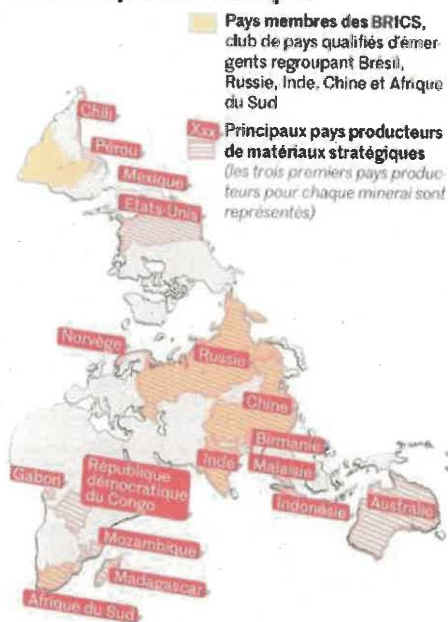 Pays membres des BRICS,
club de pays qualifiés d'émer-
gents regroupant Brésil,
Russie, Inde, Chine et Afrique
du Sud
Xxx
Principaux pays producteurs
de matériaux stratégiques
(les trois premiers pays produc-
teurs pour chaque minerai sont
représentés)
Chili
Pérou
Mexique
Etats-Unis
Norvège
Russie
Chine
Birmanie
Inde
Malaisie
Gabon
République
démocratique
du Congo
Indonésie
Australie
Mozambique
Madagascar
Afrique du Sud